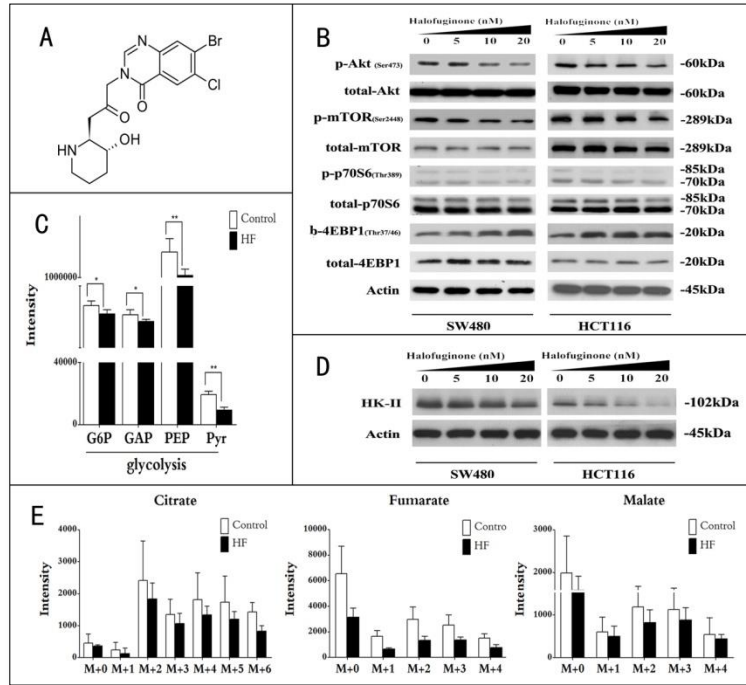 A
Br
Cl
N
N
O
O
OH
NH
B
Halofuginone (nM)
Halofuginone (nM)
0 5 10 20 0 5 10 20
p-Akt (Ser473) -60kDa
total-Akt -60kDa
p-mTOR(Ser2448) -289kDa
total-mTOR -289kDa
p-p70S6(Thr389) -85kDa
-70kDa
total-p70S6 -85kDa
-70kDa
b-4EBP1(Thr37/46) -20kDa
total-4EBP1 -20kDa
Actin -45kDa
SW480 HCT116
C
Control
HF
Intensity
1000000
40000
0
* * ** **
G6P GAP PEP Pyr
glycolysis
D
Halofuginone (nM)
Halofuginone (nM)
0 5 10 20 0 5 10 20
HK-II -102kDa
Actin -45kDa
SW480 HCT116
E
Citrate
Control
HF
Intensity
4000
3000
2000
1000
0
M+0 M+1 M+2 M+3 M+4 M+5 M+6
Fumarate
Contro
HF
Intensity
10000
8000
6000
4000
2000
0
M+0 M+1 M+2 M+3 M+4
Malate
Control
HF
Intensity
3000
2000
1000
0
M+0 M+1 M+2 M+3 M+4